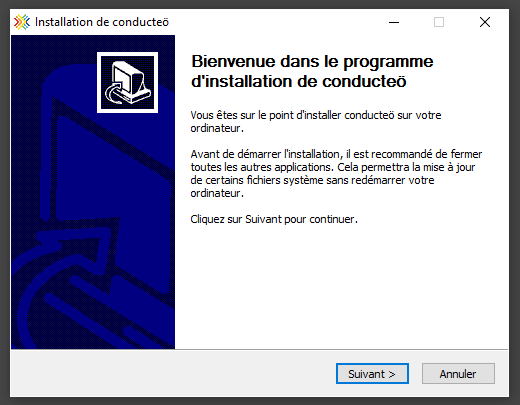 Installation de conducteö
Bienvenue dans le programme
d'installation de conducteö
Vous êtes sur le point d'installer conducteö sur votre
ordinateur.
Avant de démarrer l'installation, il est recommandé de fermer
toutes les autres applications. Cela permettra la mise à jour
de certains fichiers système sans redémarrer votre
ordinateur.
Cliquez sur Suivant pour continuer.
Suivant >
Annuler